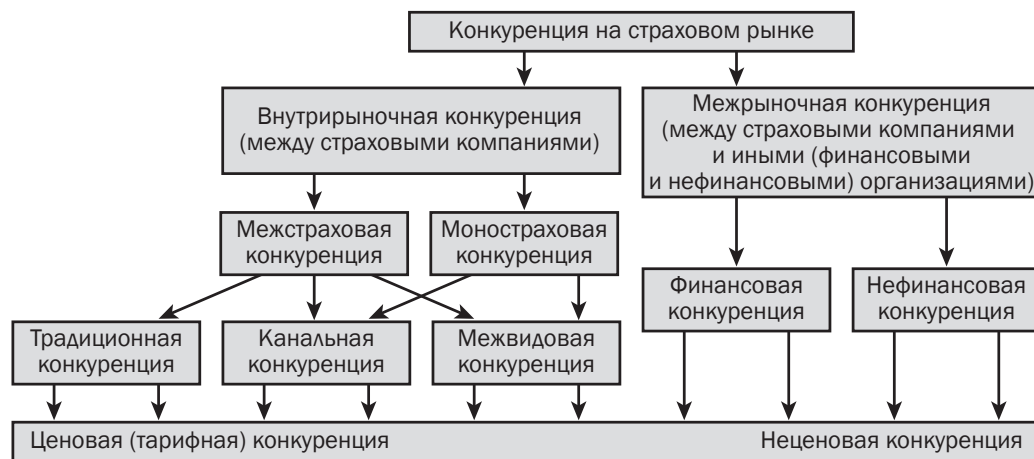 Конкуренция на страховом рынке
Внутрирыночная конкуренция
(между страховыми компаниями)
Межрыночная конкуренция
(между страховыми компаниями
и иными (финансовыми
и нефинансовыми) организациями)
Межстраховая
конкуренция
Моностраховая
конкуренция
Финансовая
конкуренция
Нефинансовая
конкуренция
Традиционная
конкуренция
Канальная
конкуренция
Межвидовая
конкуренция
Ценовая (тарифная) конкуренция
Неценовая конкуренция